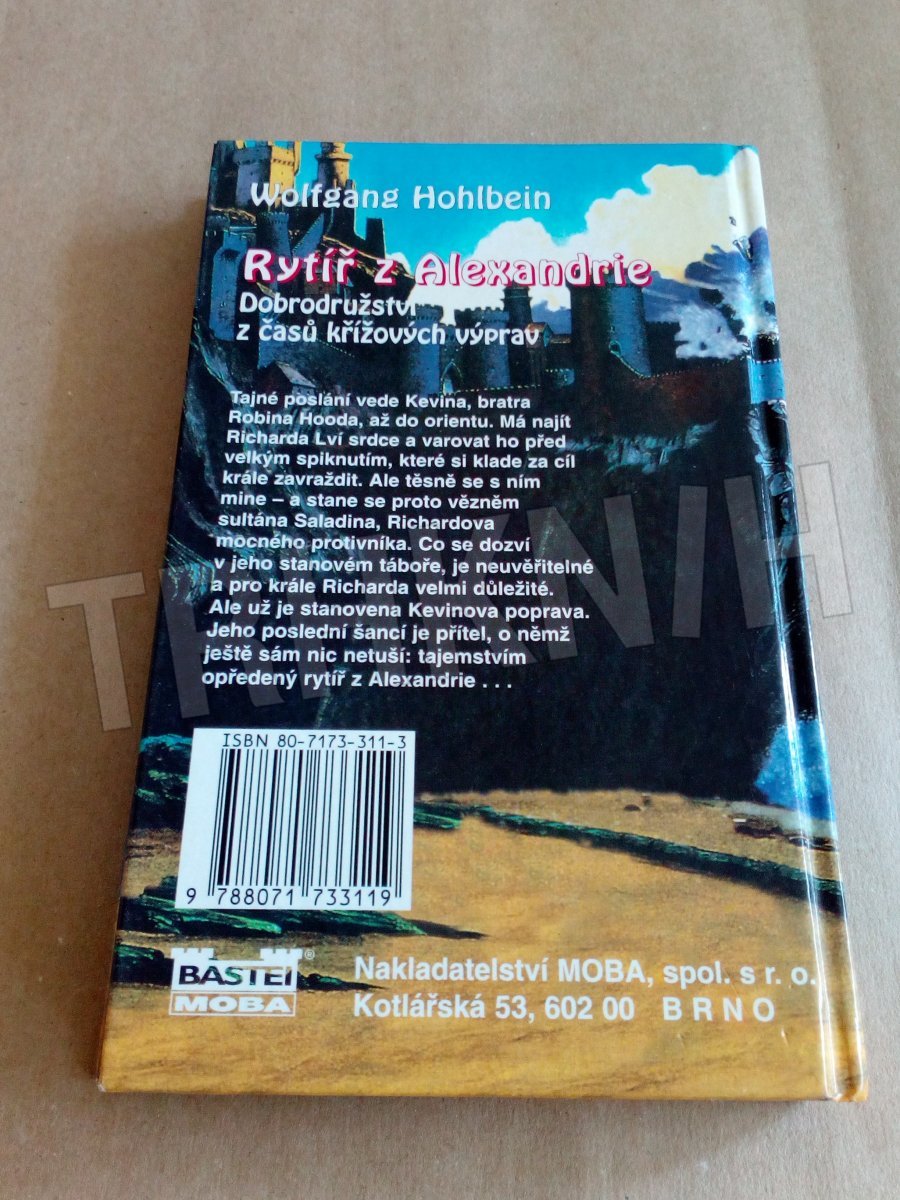 Wolfgang Hohlbein
Rytíř z Alexandrie
Dobrodružství
z časů křížových výprav
Tajné poslání vede Kevina, bratra
Robina Hooda, až do orientu. Má najít
Richarda Lví srdce a varovat ho před
velkým spiknutím, které si klade za cíl
krále zavraždit. Ale těsně se s ním
mine – a stane se proto vězněm
sultána Saladina, Richardova
mocného protivníka. Co se dozví
v jeho stanovém táboře, je neuvěřitelné
a pro krále Richarda velmi důležité.
Ale už je stanovena Kevinova poprava.
Jeho poslední šancí je přítel, o němž
ještě sám nic netuší: tajemstvím
opředený rytíř z Alexandrie . . .
ISBN 80-7173-311-3
9 788071 733119
BASTEI ®
MOBA
Nakladatelství MOBA, spol. s r. o.
Kotlářská 53, 602 00 BRNO